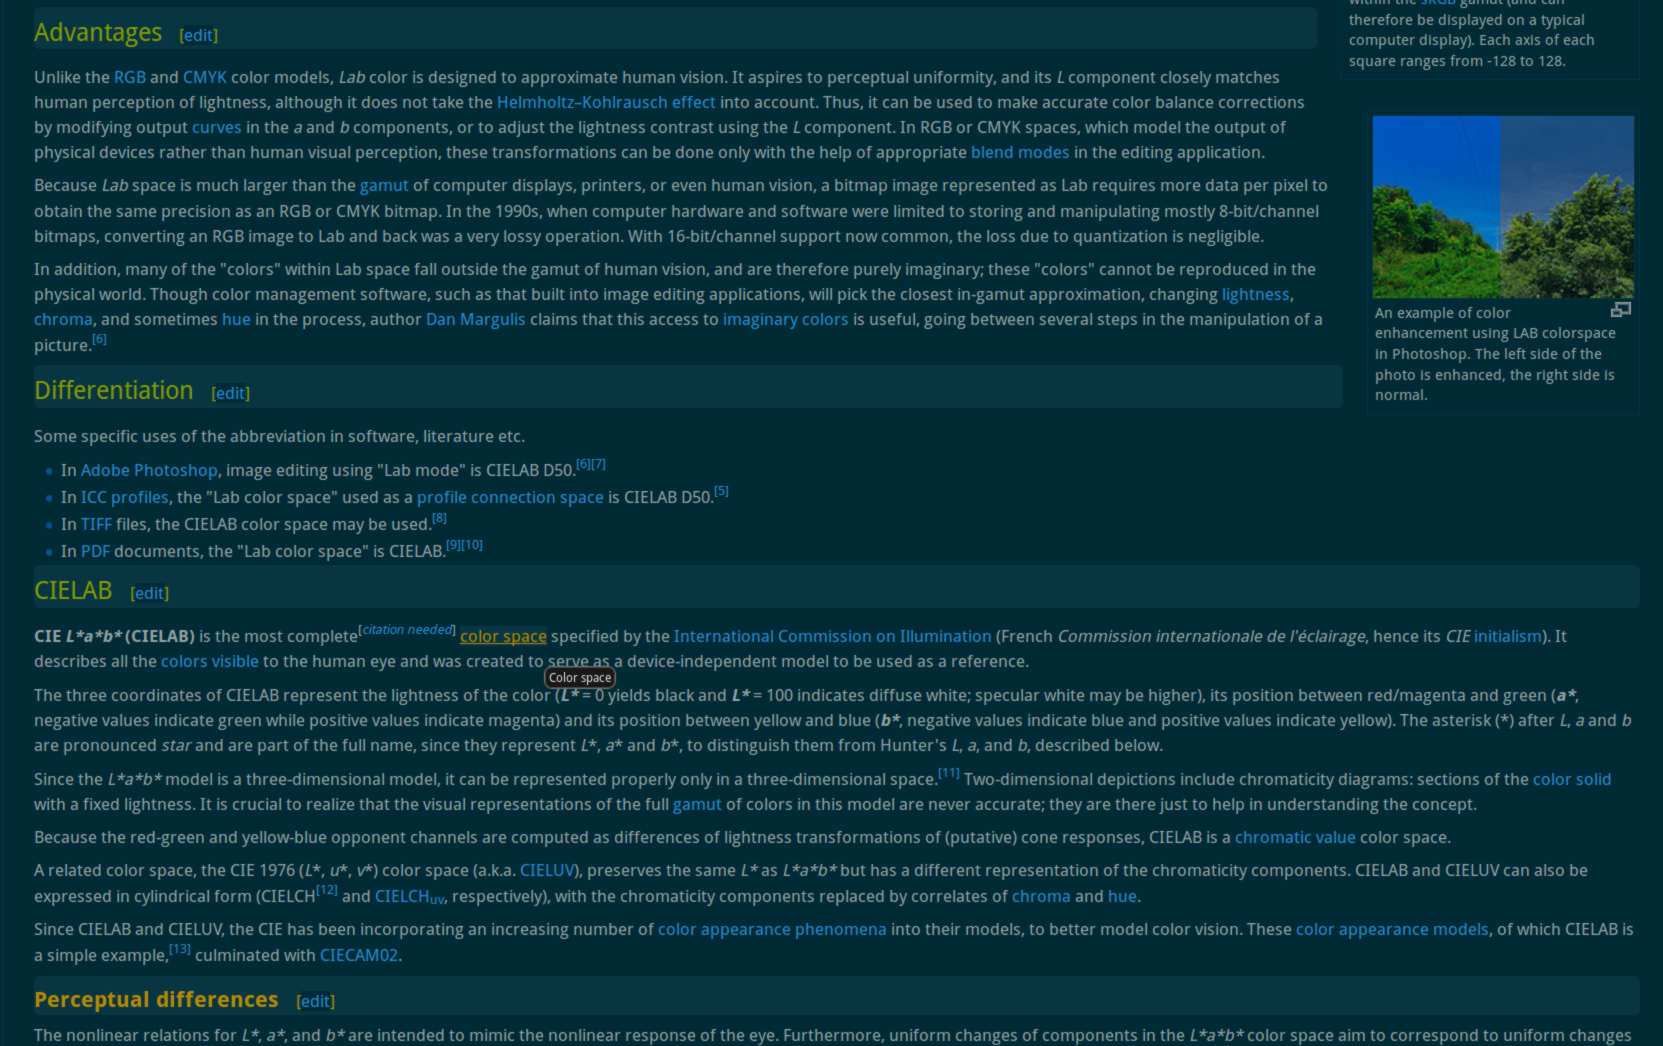 Advantages [edit]
Unlike the RGB and CMYK color models, Lab color is designed to approximate human vision. It aspires to perceptual uniformity, and its L component closely matches
human perception of lightness, although it does not take the Helmholtz–Kohlrausch effect into account. Thus, it can be used to make accurate color balance corrections
by modifying output curves in the a and b components, or to adjust the lightness contrast using the L component. In RGB or CMYK spaces, which model the output of
physical devices rather than human visual perception, these transformations can be done only with the help of appropriate blend modes in the editing application.
Because Lab space is much larger than the gamut of computer displays, printers, or even human vision, a bitmap image represented as Lab requires more data per pixel to
obtain the same precision as an RGB or CMYK bitmap. In the 1990s, when computer hardware and software were limited to storing and manipulating mostly 8-bit/channel
bitmaps, converting an RGB image to Lab and back was a very lossy operation. With 16-bit/channel support now common, the loss due to quantization is negligible.
In addition, many of the "colors" within Lab space fall outside the gamut of human vision, and are therefore purely imaginary; these "colors" cannot be reproduced in the
physical world. Though color management software, such as that built into image editing applications, will pick the closest in-gamut approximation, changing lightness,
chroma, and sometimes hue in the process, author Dan Margulis claims that this access to imaginary colors is useful, going between several steps in the manipulation of a
picture.[6]
within the sRGB gamut (and can
therefore be displayed on a typical
computer display). Each axis of each
square ranges from -128 to 128.
An example of color
enhancement using LAB colorspace
in Photoshop. The left side of the
photo is enhanced, the right side is
normal.
Differentiation [edit]
Some specific uses of the abbreviation in software, literature etc.
In Adobe Photoshop, image editing using "Lab mode" is CIELAB D50.[6][7]
In ICC profiles, the "Lab color space" used as a profile connection space is CIELAB D50.[5]
In TIFF files, the CIELAB color space may be used.[8]
In PDF documents, the "Lab color space" is CIELAB.[9][10]
CIELAB [edit]
CIE L*a*b* (CIELAB) is the most complete[citation needed] color space specified by the International Commission on Illumination (French Commission internationale de l'éclairage, hence its CIE initialism). It
describes all the colors visible to the human eye and was created to serve as a device-independent model to be used as a reference.
Color space
The three coordinates of CIELAB represent the lightness of the color (L* = 0 yields black and L* = 100 indicates diffuse white; specular white may be higher), its position between red/magenta and green (a*,
negative values indicate green while positive values indicate magenta) and its position between yellow and blue (b*, negative values indicate blue and positive values indicate yellow). The asterisk (*) after L, a and b
are pronounced star and are part of the full name, since they represent L*, a* and b*, to distinguish them from Hunter's L, a, and b, described below.
Since the L*a*b* model is a three-dimensional model, it can be represented properly only in a three-dimensional space.[11] Two-dimensional depictions include chromaticity diagrams: sections of the color solid
with a fixed lightness. It is crucial to realize that the visual representations of the full gamut of colors in this model are never accurate; they are there just to help in understanding the concept.
Because the red-green and yellow-blue opponent channels are computed as differences of lightness transformations of (putative) cone responses, CIELAB is a chromatic value color space.
A related color space, the CIE 1976 (L*, u*, v*) color space (a.k.a. CIELUV), preserves the same L* as L*a*b* but has a different representation of the chromaticity components. CIELAB and CIELUV can also be
expressed in cylindrical form (CIELCH[12] and CIELCHuv, respectively), with the chromaticity components replaced by correlates of chroma and hue.
Since CIELAB and CIELUV, the CIE has been incorporating an increasing number of color appearance phenomena into their models, to better model color vision. These color appearance models, of which CIELAB is
a simple example,[13] culminated with CIECAM02.
Perceptual differences [edit]
The nonlinear relations for L*, a*, and b* are intended to mimic the nonlinear response of the eye. Furthermore, uniform changes of components in the L*a*b* color space aim to correspond to uniform changes